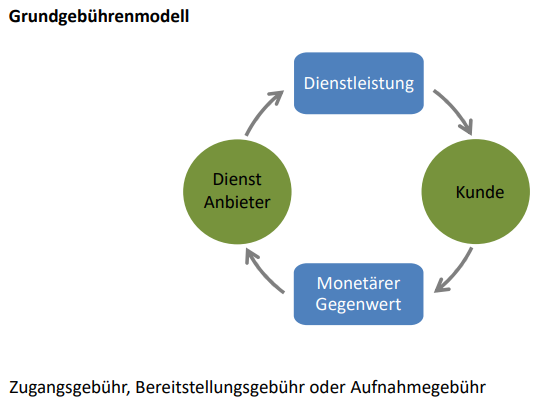 Grundgebührenmodell
Dienstleistung
Dienst
Anbieter
Kunde
Monetärer
Gegenwert
Zugangsgebühr, Bereitstellungsgebühr oder Aufnahmegebühr